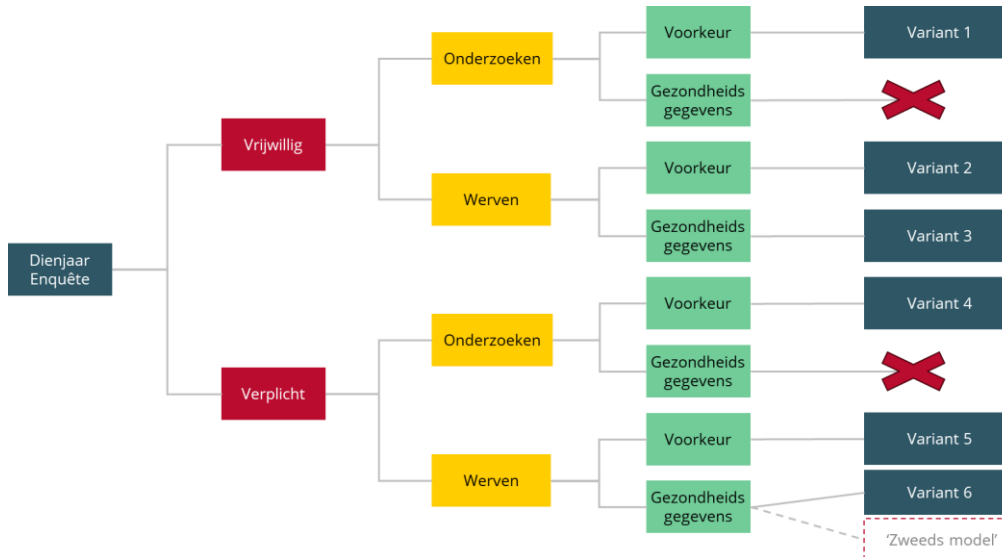 Dienjaar
Enquête
Vrijwillig
Onderzoeken
Voorkeur
Variant 1
Gezondheids
gegevens
Werven
Voorkeur
Variant 2
Gezondheids
gegevens
Variant 3
Verplicht
Onderzoeken
Voorkeur
Variant 4
Gezondheids
gegevens
Werven
Voorkeur
Variant 5
Gezondheids
gegevens
Variant 6
‘Zweeds model’